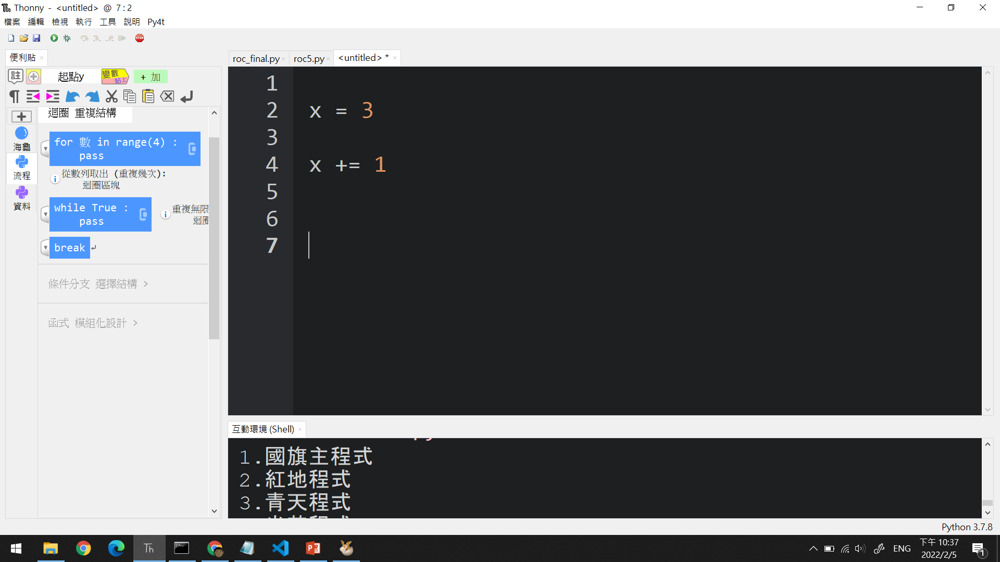 Thonny - <untitled> @ 7 : 2
檔案 編輯 檢視 執行 工具 說明 Py4t
STOP
便利貼
註 起點y 變數 貼上 + 加
迴圈 重複結構
海龜
流程
資料
for 數 in range(4) :
pass
從數列取出 (重複幾次):
迴圈區塊
while True :
pass
重複無限
迴圈
break
條件分支 選擇結構 >
函式 模組化設計 >
roc_final.py roc5.py <untitled> *
1
2 x = 3
3
4 x += 1
5
6
7
互動環境 (Shell)
1.國旗主程式
2.紅地程式
3.青天程式
Python 3.7.8
Th
ENG
下午 10:37
2022/2/5
1